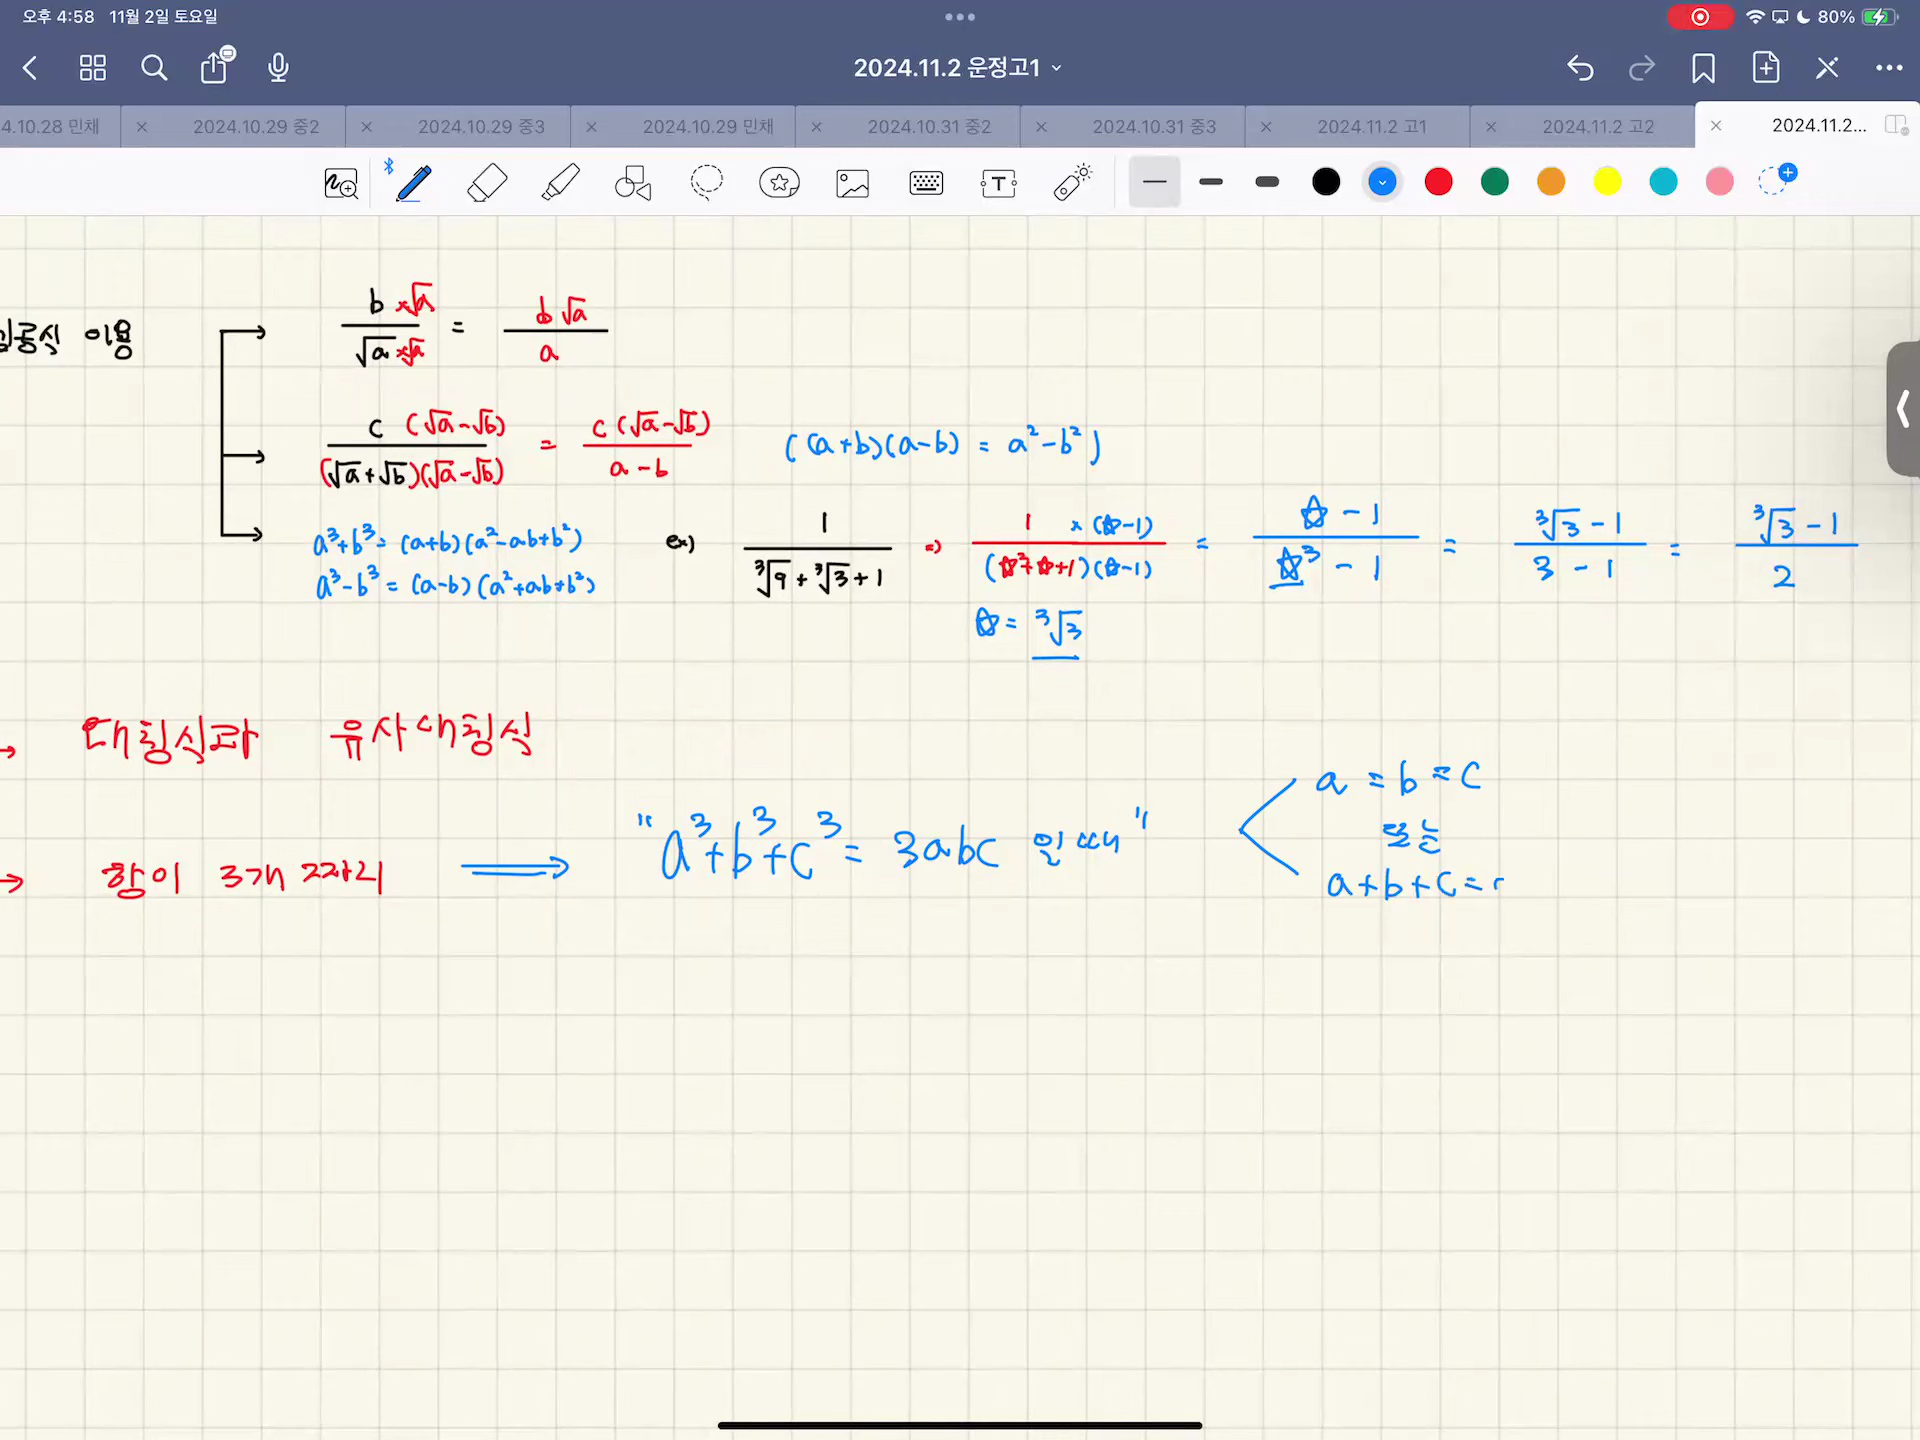 오후 4:58 11월 2일 토요일
80%
2024.11.2 운정고1
4.10.28 민채 2024.10.29 중2 2024.10.29 중3 2024.10.29 민채 2024.10.31 중2 2024.10.31 중3 2024.11.2 고1 2024.11.2 고2 2024.11.2...
이용
b×√a / √a×√a = b√a / a
c(√a-√b) / (√a+√b)(√a-√b) = c(√a-√b) / a-b ((a+b)(a-b) = a²-b²)
a³+b³ = (a+b)(a²-ab+b²)
a³-b³ = (a-b)(a²+ab+b²)
ex) 1 / ∛9+∛3+1 ⇒ 1×(☆-1) / (☆²+☆+1)(☆-1) = ☆-1 / ☆³-1 = ∛3-1 / 3-1 = ∛3-1 / 2
☆ = ∛3
→ 대칭식과 유사대칭식
→ 항이 3개 짜리 ⟹ "a³+b³+c³ = 3abc 일 때"
a = b = c
또는
a+b+c=